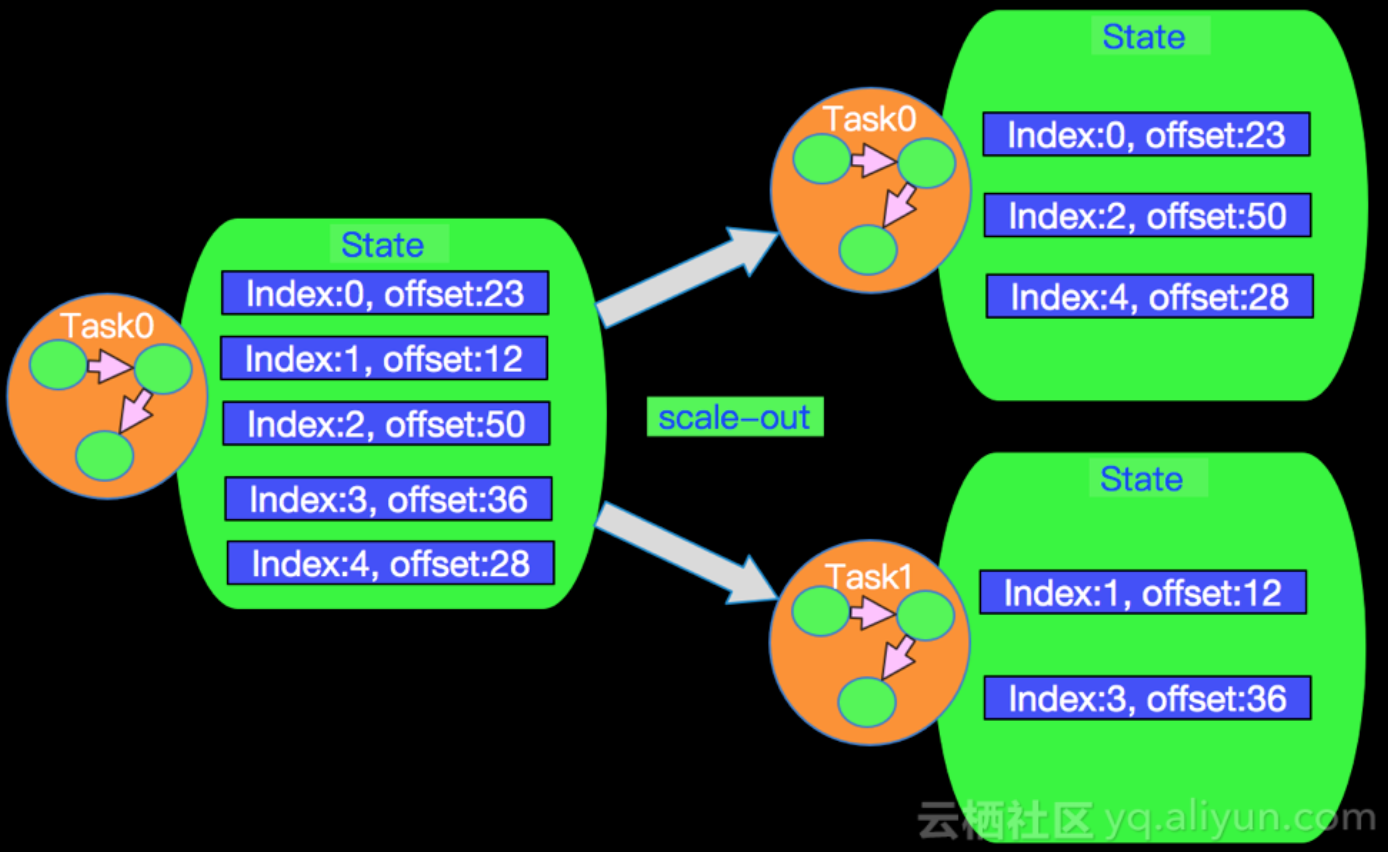 State
Task0
Index:0, offset:23
Index:1, offset:12
Index:2, offset:50
Index:3, offset:36
Index:4, offset:28
scale-out
State
Task0
Index:0, offset:23
Index:2, offset:50
Index:4, offset:28
State
Task1
Index:1, offset:12
Index:3, offset:36
云栖社区 yq.aliyun.com